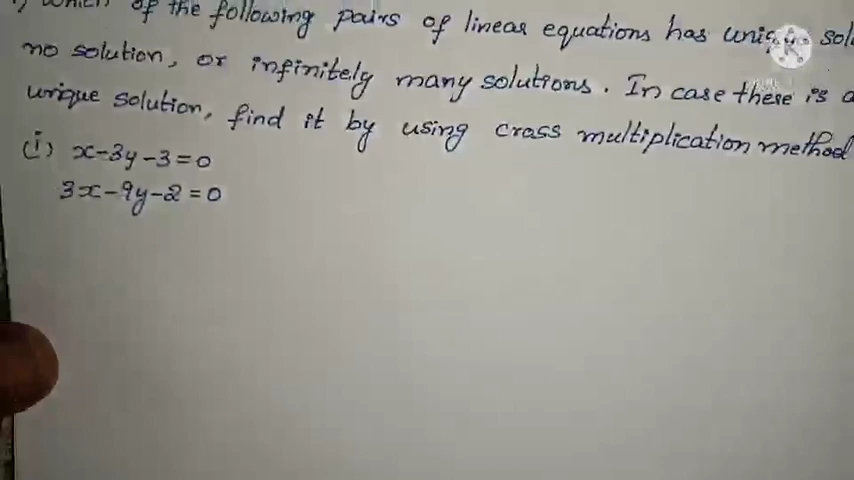 which of the following pairs of linear equations has
no solution, or infinitely many solutions. In case there is a
unique solution, find it by using cross multiplication method
(i) x-3y-3=0
3x-9y-2=0